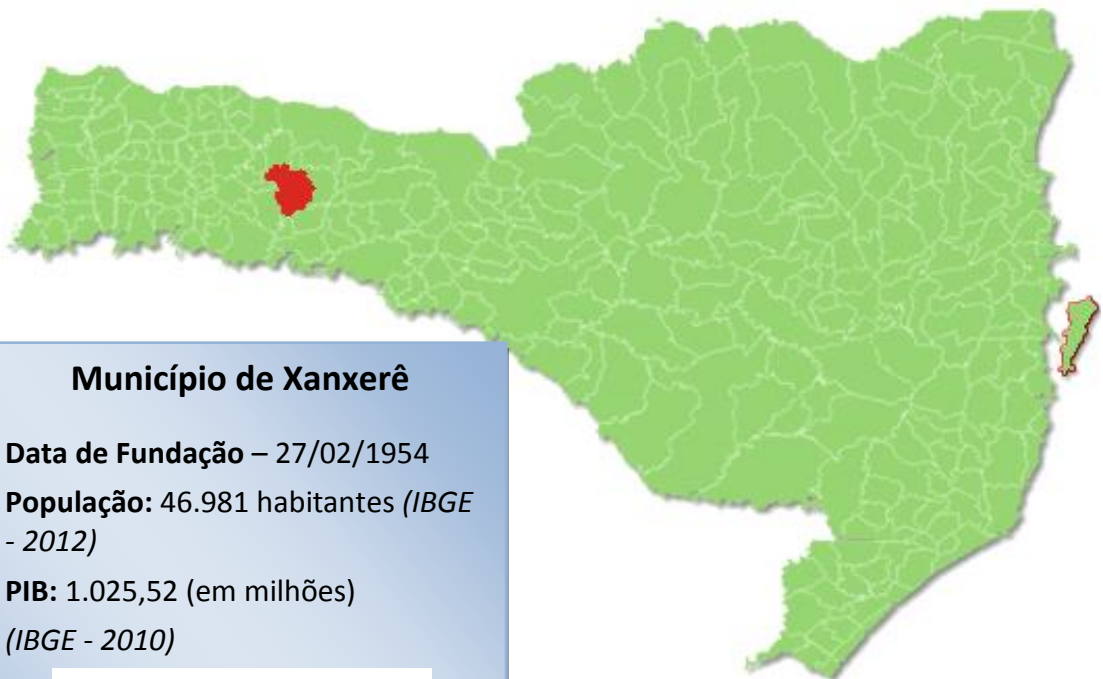 Município de Xanxerê
Data de Fundação – 27/02/1954
População: 46.981 habitantes (IBGE
- 2012)
PIB: 1.025,52 (em milhões)
(IBGE - 2010)